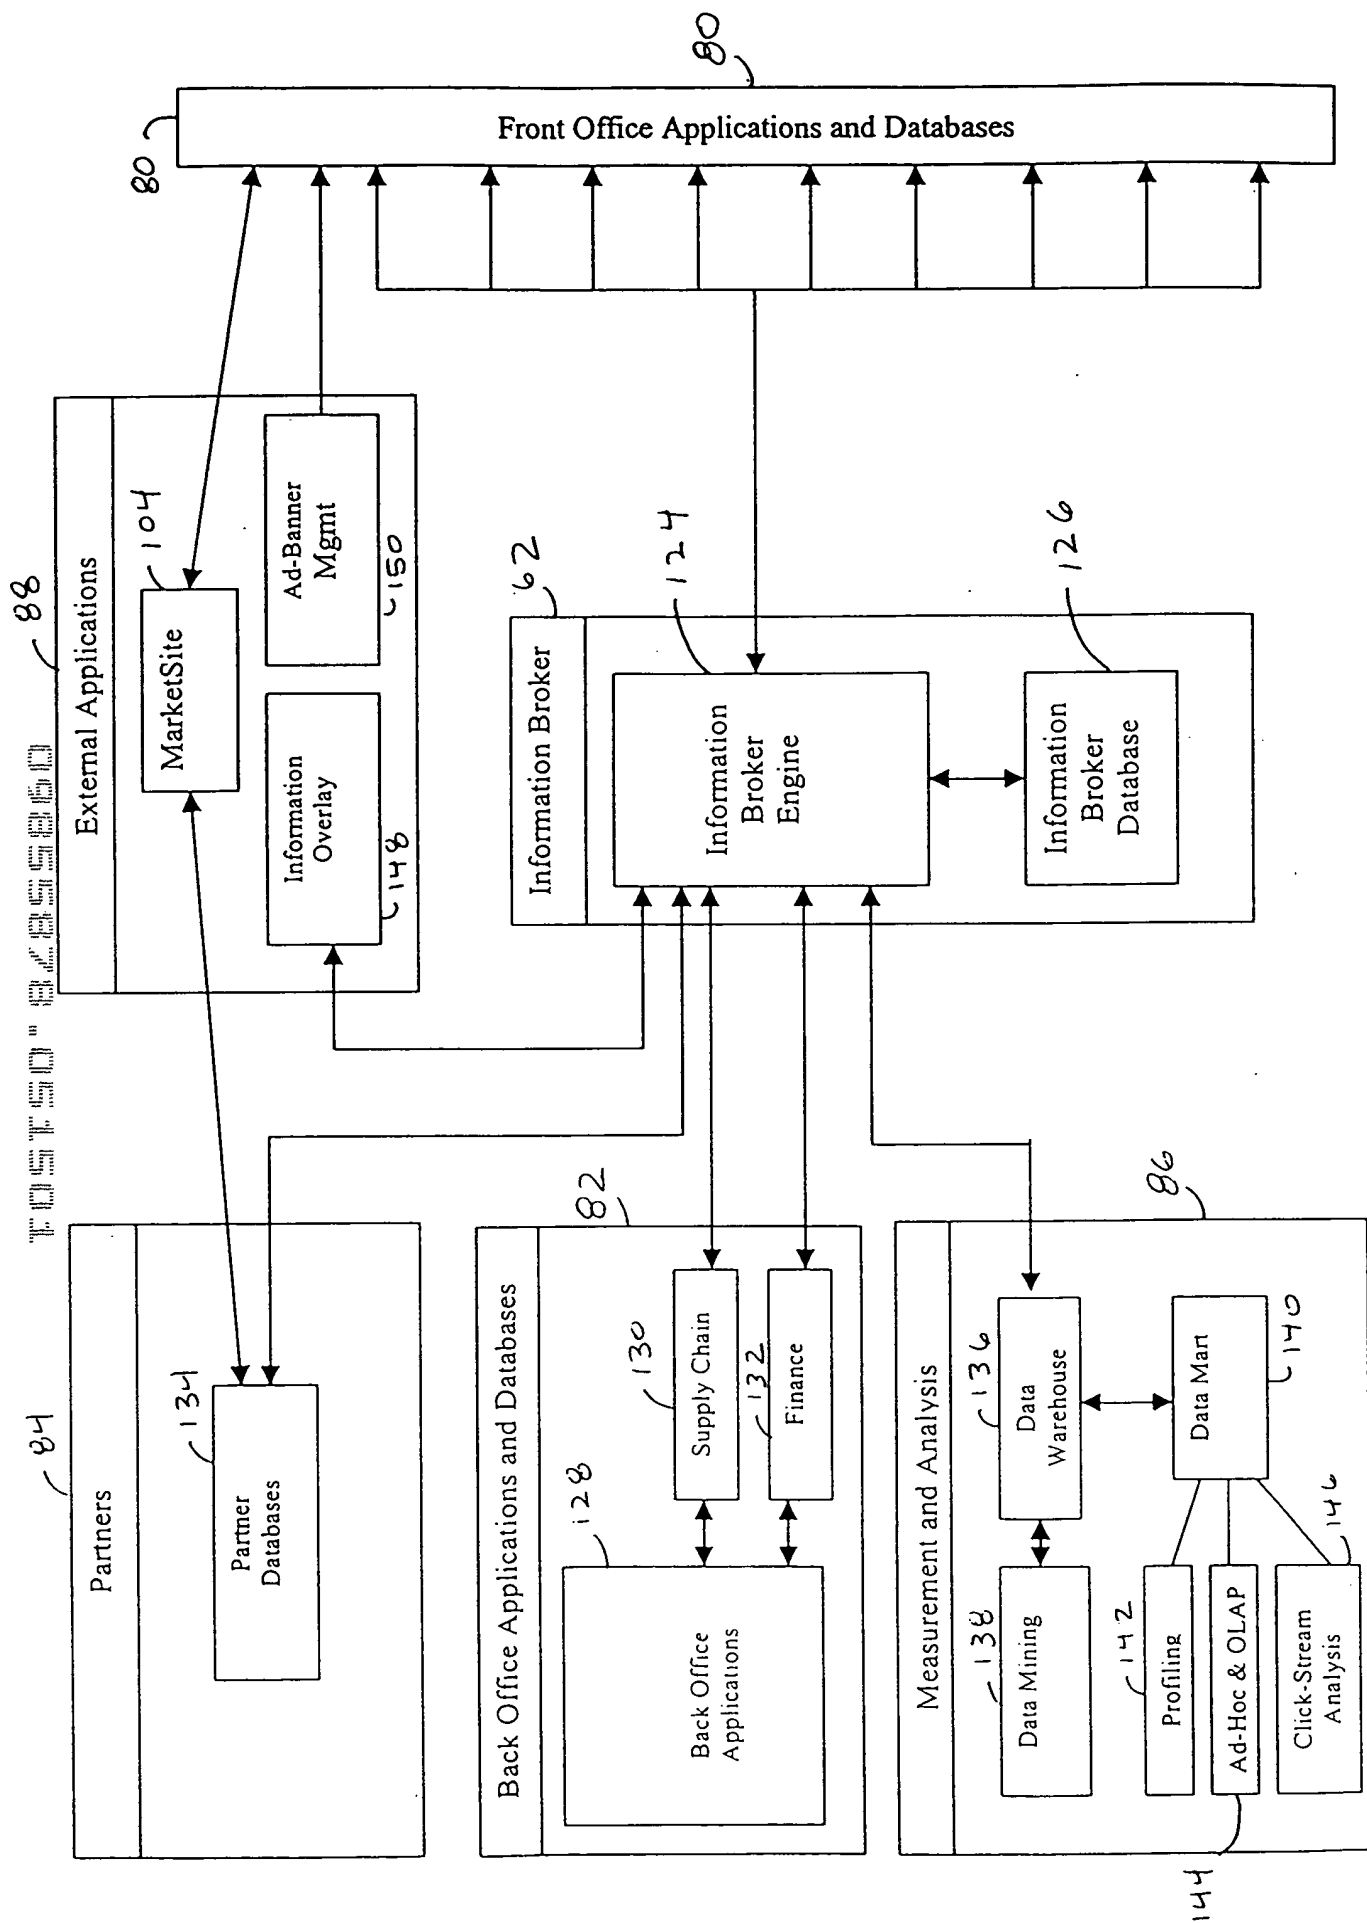 84
Partners
134
Partner
Databases
Back Office Applications and Databases
82
128
Back Office
Applications
130
Supply Chain
132
Finance
Measurement and Analysis
86
136
Data
Warehouse
138
Data Mining
Data Mart
140
142
Profiling
Ad-Hoc & OLAP
144
Click-Stream
Analysis
146
88
External Applications
MarketSite
104
Information
Overlay
148
Ad-Banner
Mgmt
150
Information Broker
62
Information
Broker
Engine
124
Information
Broker
Database
126
80
Front Office Applications and Databases
80